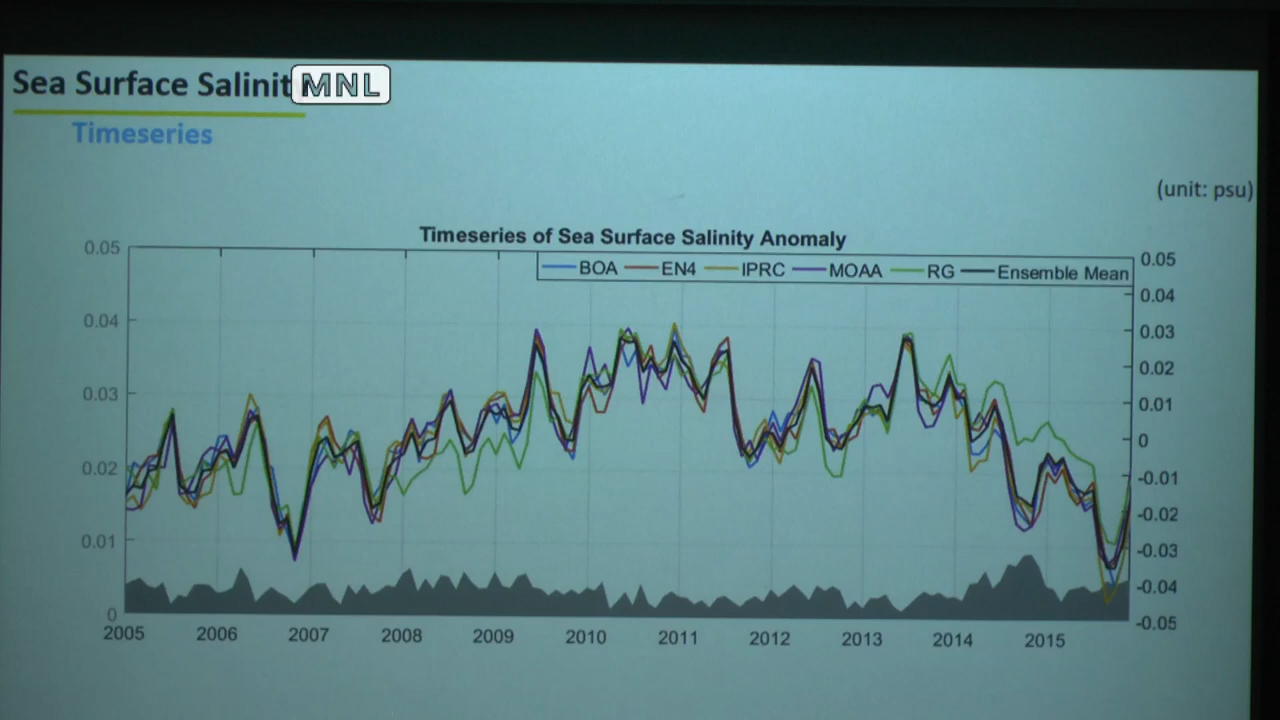 Sea Surface Salinit MNL
Timeseries
(unit: psu)
Timeseries of Sea Surface Salinity Anomaly
BOA EN4 IPRC MOAA RG Ensemble Mean
0.05
0.04
0.03
0.02
0.01
0
0.05
0.04
0.03
0.02
0.01
0
-0.01
-0.02
-0.03
-0.04
-0.05
2005 2006 2007 2008 2009 2010 2011 2012 2013 2014 2015